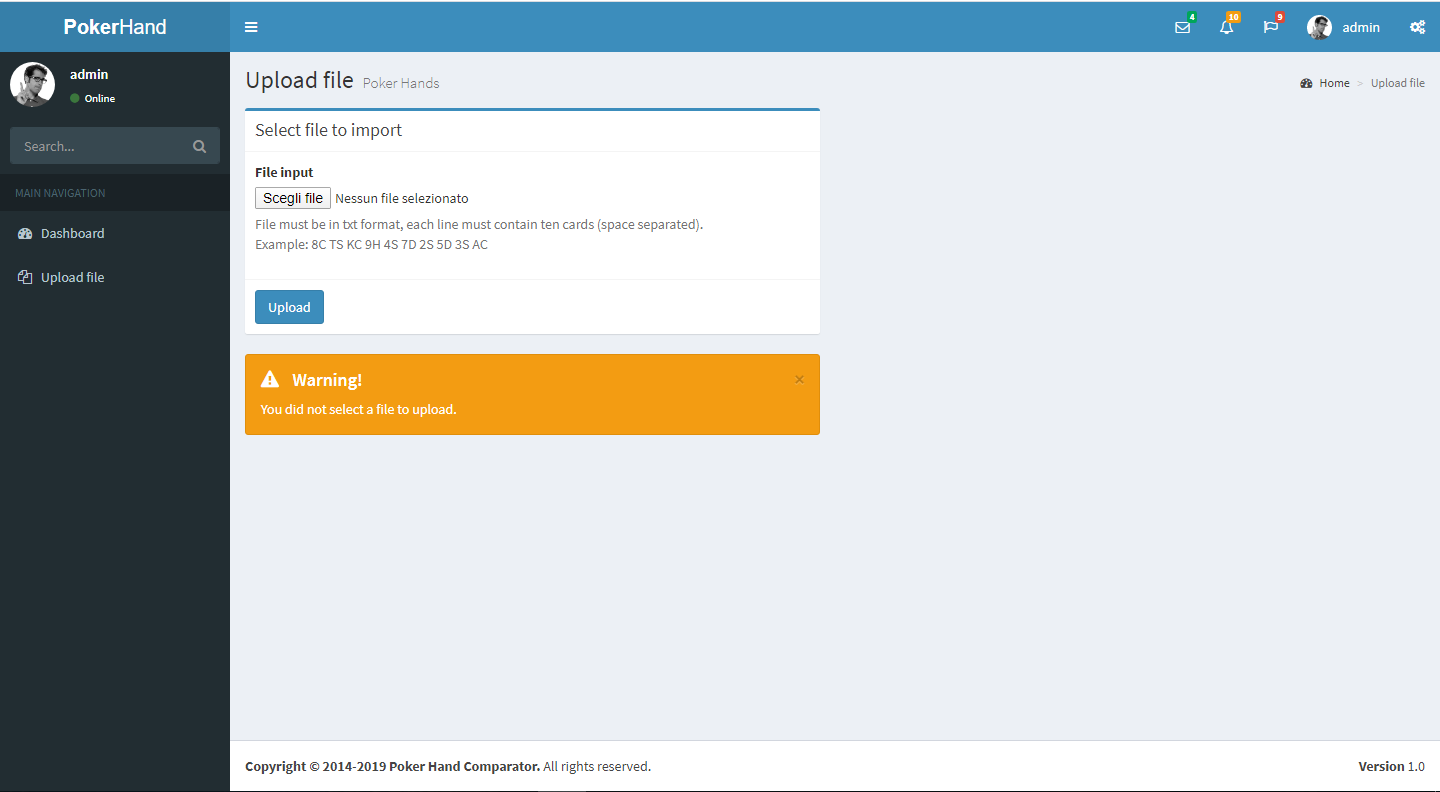 PokerHand
4
10
9
admin
admin
Online
Search...
MAIN NAVIGATION
Dashboard
Upload file
Upload file Poker Hands
Home > Upload file
Select file to import
File input
Scegli file Nessun file selezionato
File must be in txt format, each line must contain ten cards (space separated).
Example: 8C TS KC 9H 4S 7D 2S 5D 3S AC
Upload
Warning! ×
You did not select a file to upload.
Copyright © 2014-2019 Poker Hand Comparator. All rights reserved.
Version 1.0